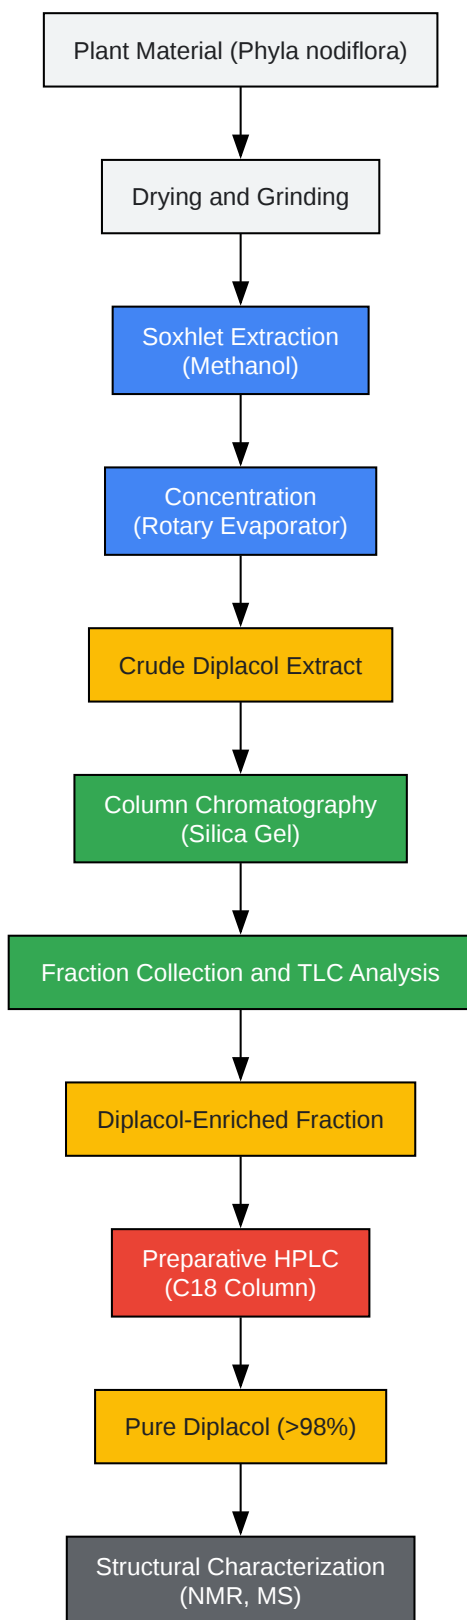 Plant Material (Phyla nodiflora)
Drying and Grinding
Soxhlet Extraction
(Methanol)
Concentration
(Rotary Evaporator)
Crude Diplacol Extract
Column Chromatography
(Silica Gel)
Fraction Collection and TLC Analysis
Diplacol-Enriched Fraction
Preparative HPLC
(C18 Column)
Pure Diplacol (>98%)
Structural Characterization
(NMR, MS)